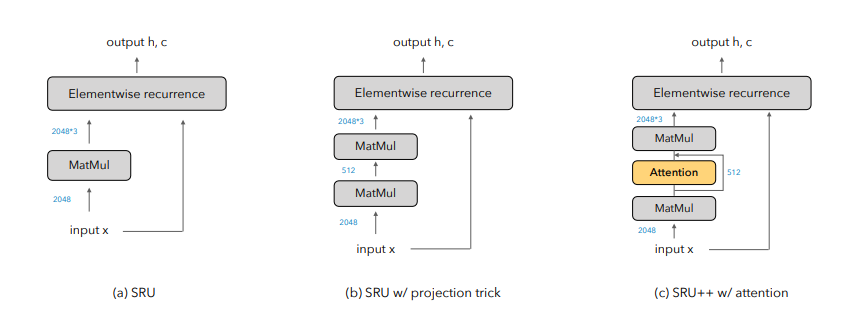 output h, c
Elementwise recurrence
2048*3
MatMul
2048
input x
(a) SRU
output h, c
Elementwise recurrence
2048*3
MatMul
512
MatMul
2048
input x
(b) SRU w/ projection trick
output h, c
Elementwise recurrence
2048*3
MatMul
Attention
512
MatMul
2048
input x
(c) SRU++ w/ attention